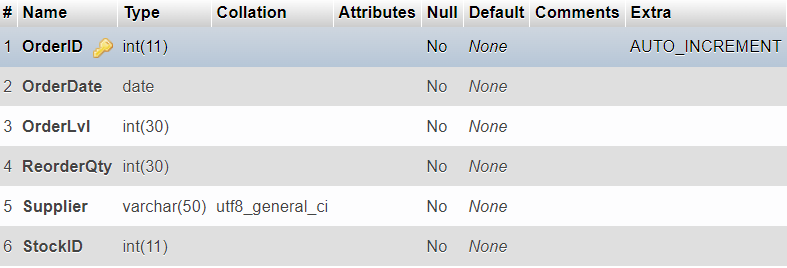 # Name Type Collation Attributes Null Default Comments Extra
1 OrderID int(11) No None AUTO_INCREMENT
2 OrderDate date No None
3 OrderLvl int(30) No None
4 ReorderQty int(30) No None
5 Supplier varchar(50) utf8_general_ci No None
6 StockID int(11) No None